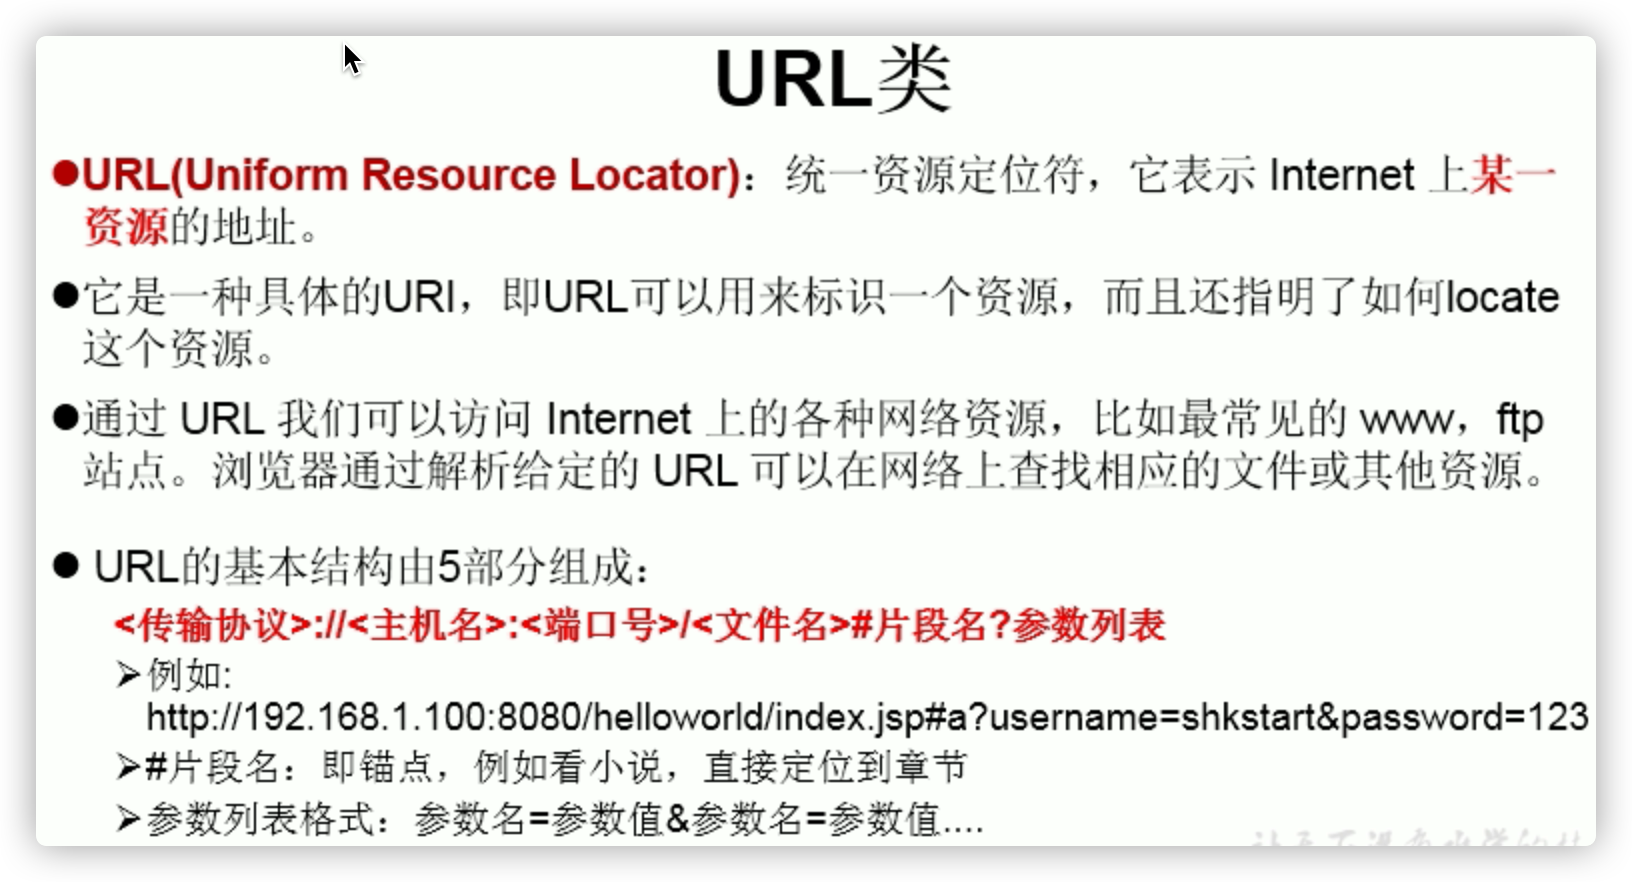 URL类
●URL(Uniform Resource Locator)：统一资源定位符，它表示 Internet 上某一
资源的地址。
●它是一种具体的URI，即URL可以用来标识一个资源，而且还指明了如何locate
这个资源。
●通过 URL 我们可以访问 Internet 上的各种网络资源，比如最常见的 www，ftp
站点。浏览器通过解析给定的 URL 可以在网络上查找相应的文件或其他资源。
● URL的基本结构由5部分组成：
<传输协议>://<主机名>:<端口号>/<文件名>#片段名?参数列表
➢例如:
http://192.168.1.100:8080/helloworld/index.jsp#a?username=shkstart&password=123
➢#片段名：即锚点，例如看小说，直接定位到章节
➢参数列表格式：参数名=参数值&参数名=参数值....